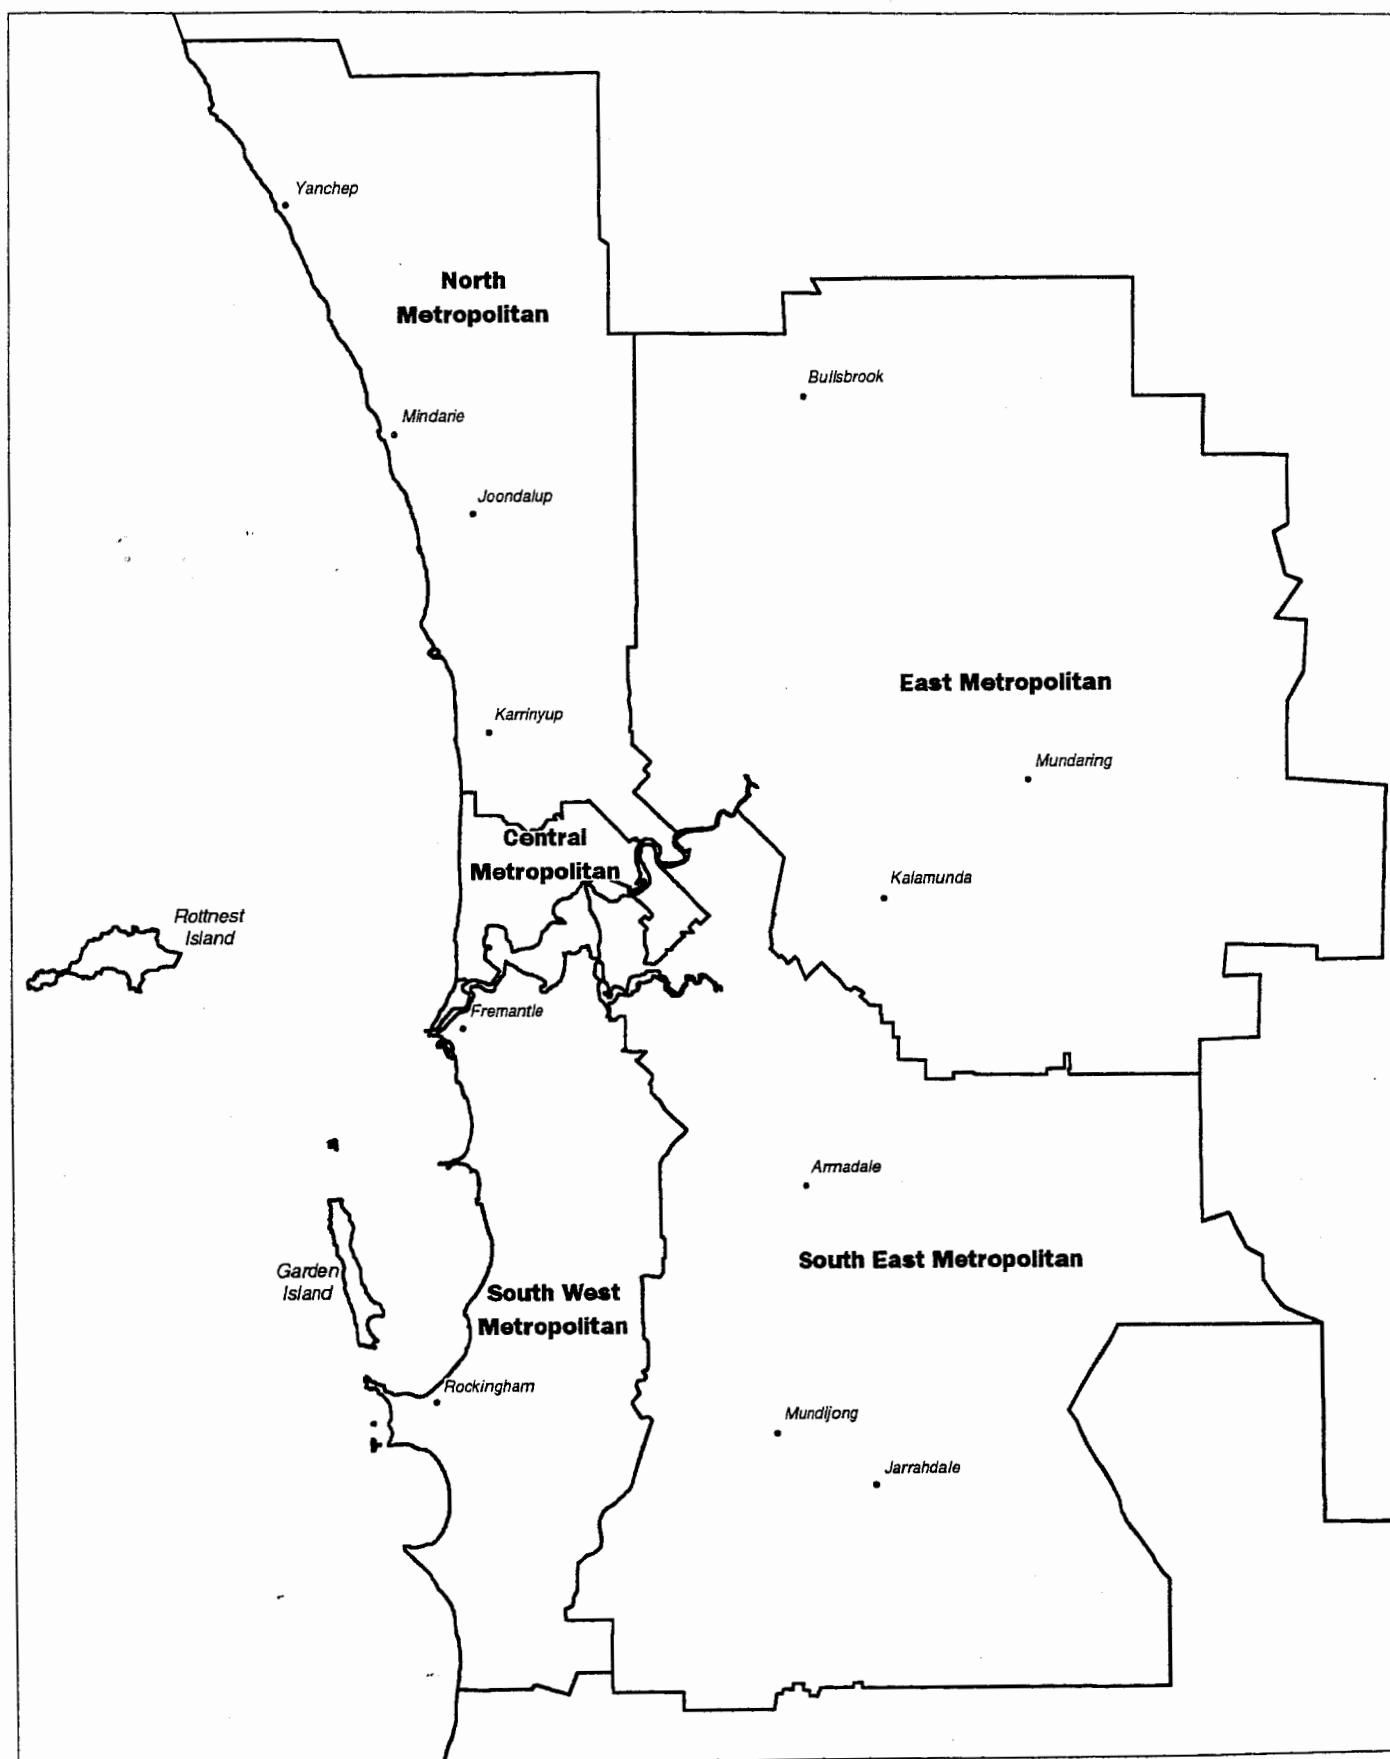 Yanchep
North
Metropolitan
Bullsbrook
Mindarie
Joondalup
East Metropolitan
Karrinyup
Mundaring
Central
Metropolitan
Kalamunda
Rottnest
Island
Fremantle
Armadale
South East Metropolitan
Garden
Island
South West
Metropolitan
Rockingham
Mundijong
Jarrahdale